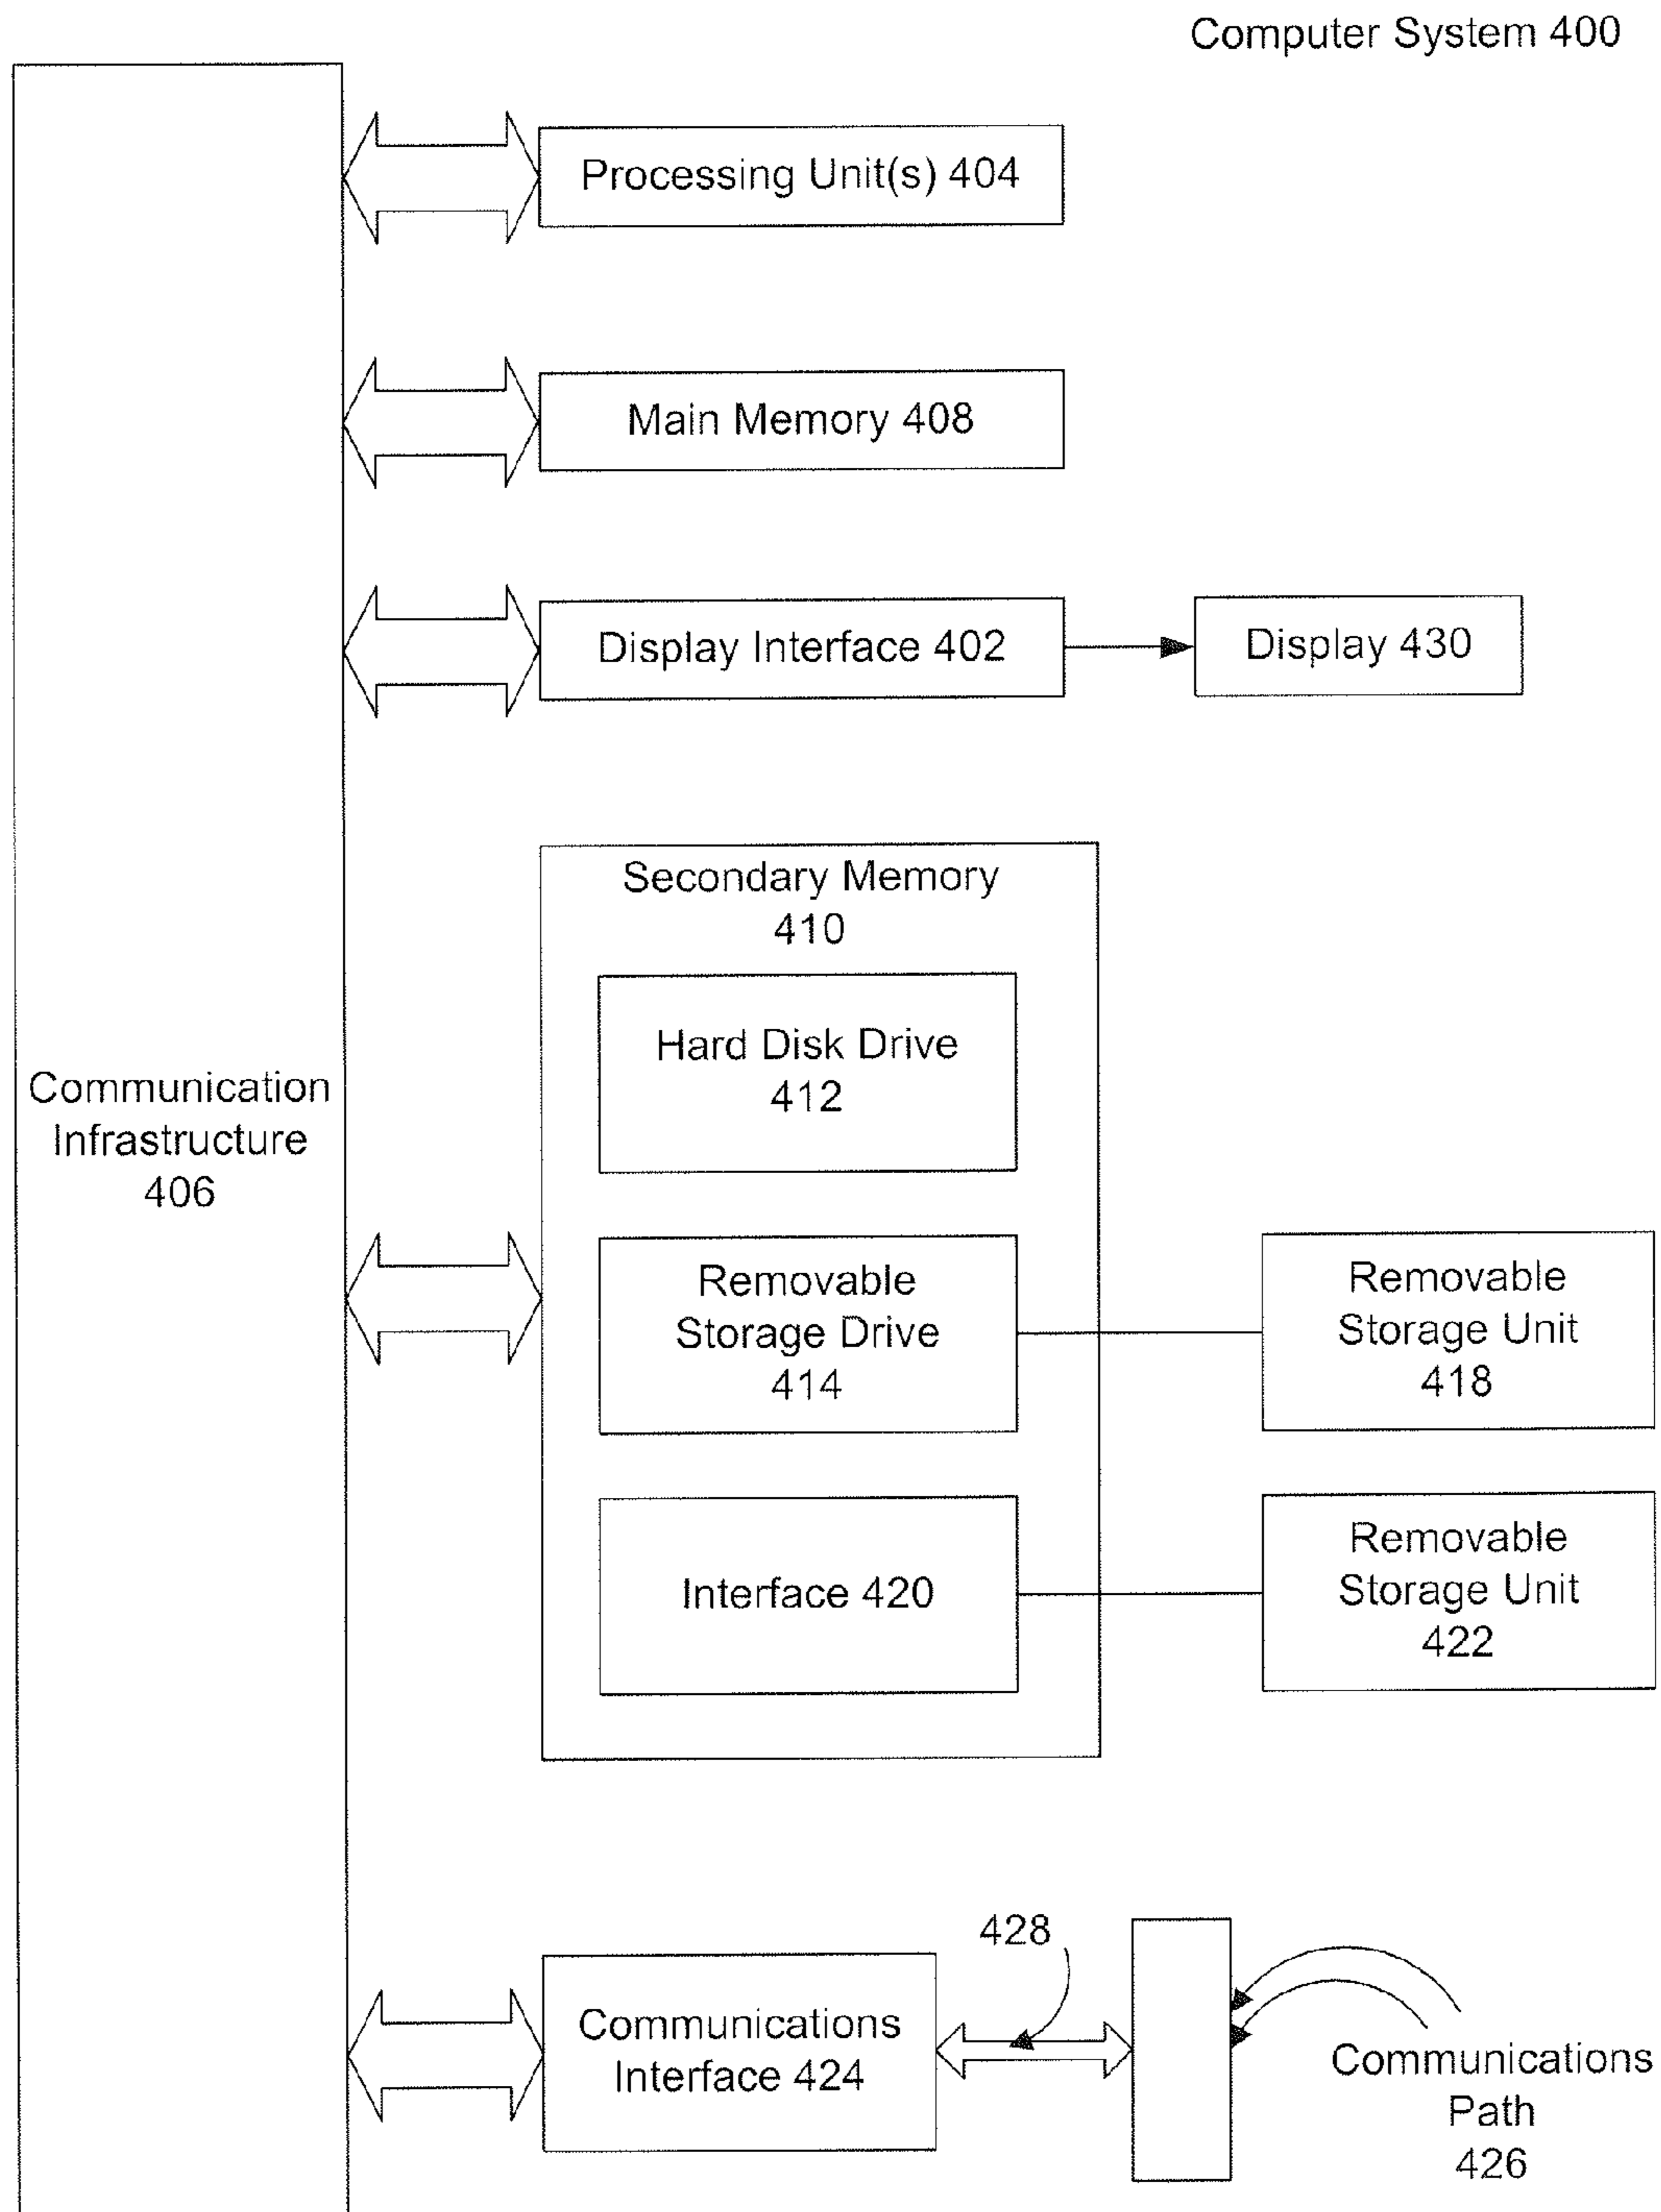 Computer System 400
Processing Unit(s) 404
Main Memory 408
Display Interface 402
Display 430
Secondary Memory
410
Hard Disk Drive
412
Communication
Infrastructure
406
Removable
Storage Drive
414
Removable
Storage Unit
418
Interface 420
Removable
Storage Unit
422
428
Communications
Interface 424
Communications
Path
426